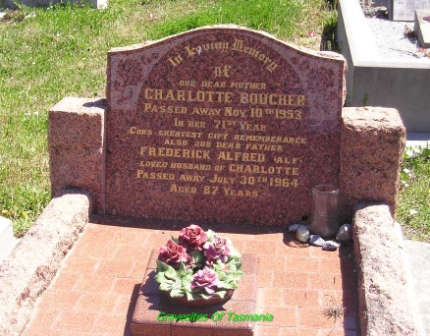 In Loving Memory
OF
OUR DEAR MOTHER
CHARLOTTE BOUCHER
PASSED AWAY NOV. 10TH 1953
IN HER 71ST YEAR
GODS GREATEST GIFT REMEMBERANCE
ALSO OUR DEAR FATHER
FREDERICK ALFRED (ALF)
LOVED HUSBAND OF CHARLOTTE
PASSED AWAY JULY 30TH 1964
AGED 87 YEARS
Gravesites Of Tasmania